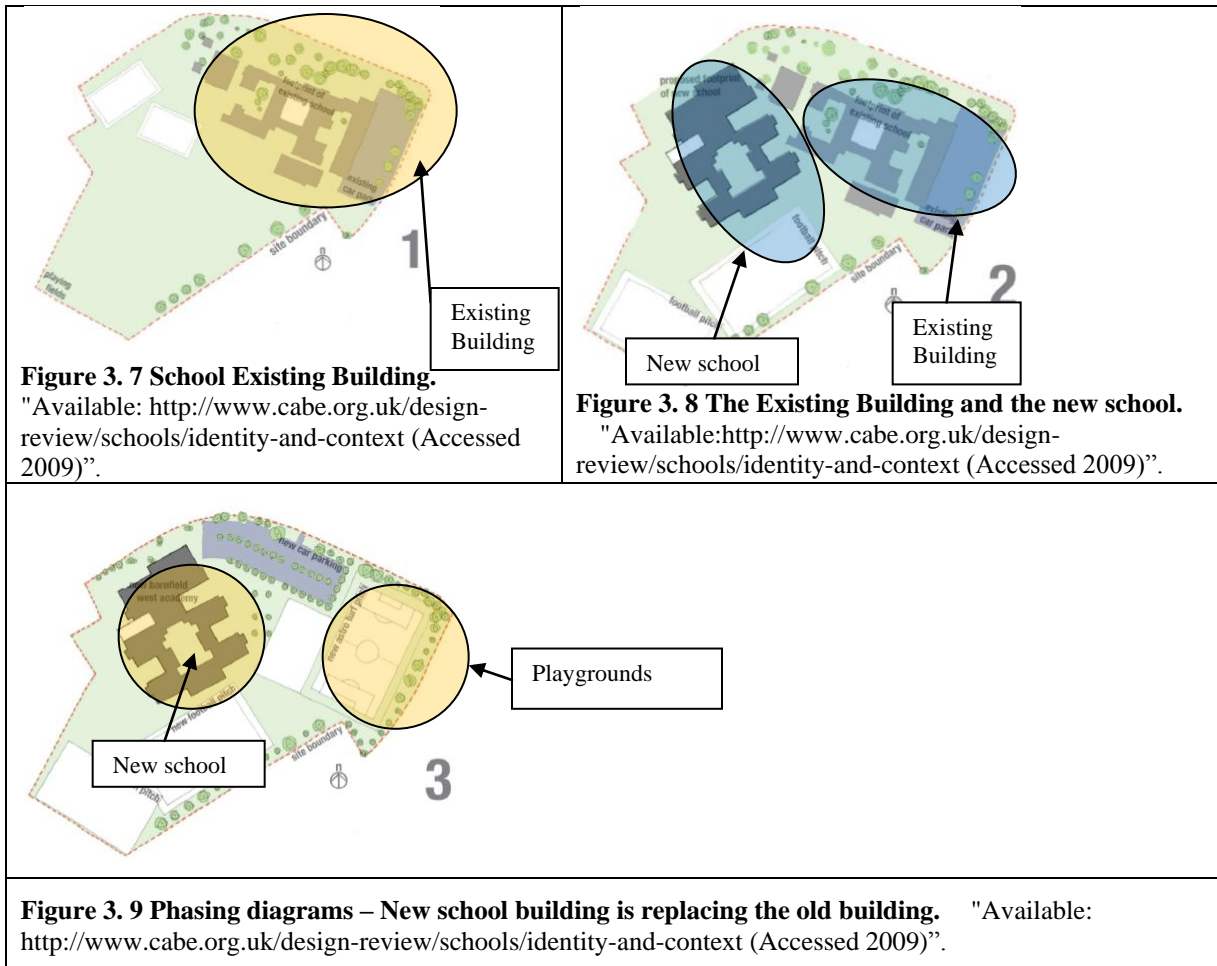 footprint of
existing school
existing
car park
site boundary
n
playing
fields
1
Existing
Building
Figure 3. 7 School Existing Building.
"Available: http://www.cabe.org.uk/design-
review/schools/identity-and-context (Accessed
2009)”.
proposed footprint
of new school
footprint of
existing school
existing
car park
football pitch
site boundary
n
football pitch
2
New school
Existing
Building
Figure 3. 8 The Existing Building and the new school.
"Available:http://www.cabe.org.uk/design-
review/schools/identity-and-context (Accessed 2009)”.
new car parking
west academy
new astro turf
new football pitch
site boundary
n
pitch
3
Playgrounds
New school
Figure 3. 9 Phasing diagrams – New school building is replacing the old building. "Available:
http://www.cabe.org.uk/design-review/schools/identity-and-context (Accessed 2009)”.